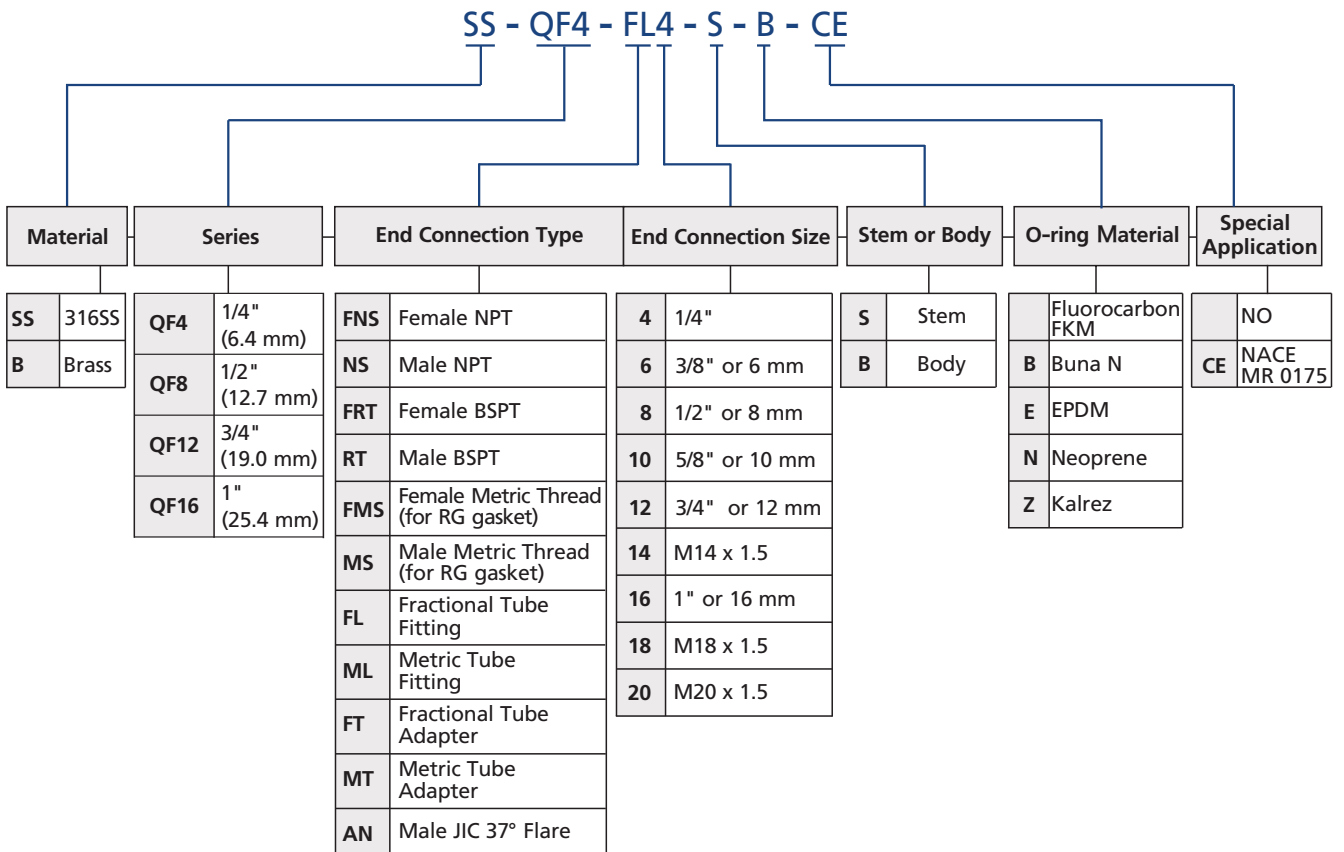 SS - QF4 - FL4 - S - B - CE
Material
Series
End Connection Type
End Connection Size
Stem or Body
O-ring Material
Special
Application
SS 316SS
B Brass
QF4 1/4"
(6.4 mm)
QF8 1/2"
(12.7 mm)
QF12 3/4"
(19.0 mm)
QF16 1"
(25.4 mm)
FNS Female NPT
NS Male NPT
FRT Female BSPT
RT Male BSPT
FMS Female Metric Thread
(for RG gasket)
MS Male Metric Thread
(for RG gasket)
FL Fractional Tube
Fitting
ML Metric Tube
Fitting
FT Fractional Tube
Adapter
MT Metric Tube
Adapter
AN Male JIC 37° Flare
4 1/4"
6 3/8" or 6 mm
8 1/2" or 8 mm
10 5/8" or 10 mm
12 3/4" or 12 mm
14 M14 x 1.5
16 1" or 16 mm
18 M18 x 1.5
20 M20 x 1.5
S Stem
B Body
Fluorocarbon
FKM
B Buna N
E EPDM
N Neoprene
Z Kalrez
NO
CE NACE
MR 0175